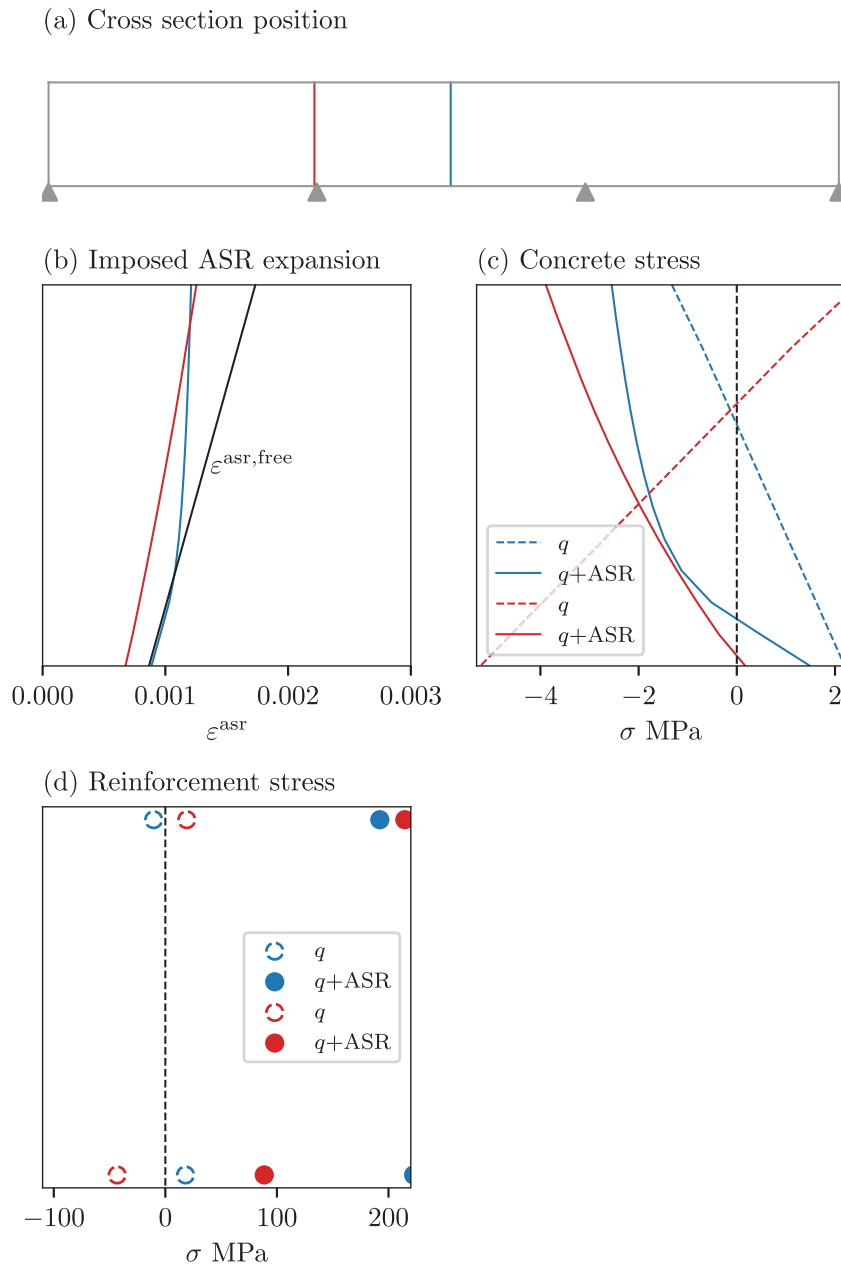 (a) Cross section position
(b) Imposed ASR expansion
(c) Concrete stress
ε^asr,free
q
q+ASR
q
q+ASR
0.000 0.001 0.002 0.003
ε^asr
−4 −2 0 2
σ MPa
(d) Reinforcement stress
q
q+ASR
q
q+ASR
−100 0 100 200
σ MPa